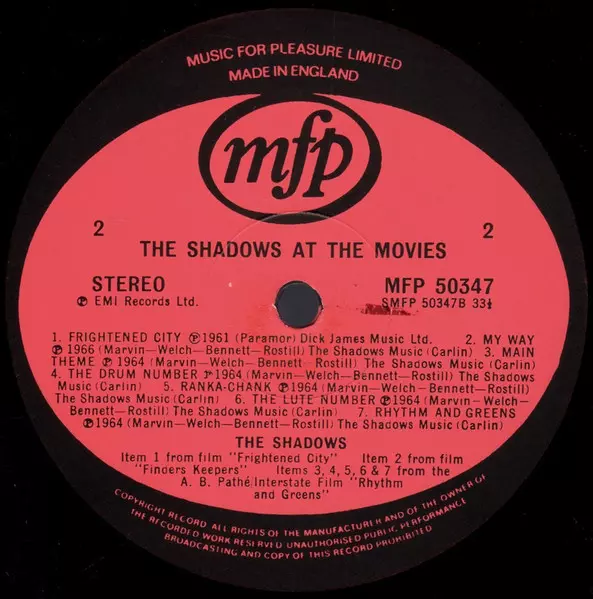 MUSIC FOR PLEASURE LIMITED
MADE IN ENGLAND
mfp
2 2
THE SHADOWS AT THE MOVIES
STEREO MFP 50347
Ⓟ EMI Records Ltd. SMFP 50347B 33⅓
1. FRIGHTENED CITY Ⓟ1961 (Paramor) Dick James Music Ltd. 2. MY WAY
Ⓟ1966 (Marvin—Welch—Bennett—Rostill) The Shadows Music (Carlin) 3. MAIN
THEME Ⓟ 1964 (Marvin—Welch—Bennett Rostill) The Shadows Music (Carlin)
4. THE DRUM NUMBER Ⓟ 1964 (Marvin—Welch—Bennett—Rostill) The Shadows
Music (Carlin) 5. RANKA-CHANK Ⓟ1964 (Marvin—Welch—Bennett—Rostill)
The Shadows Music (Carlin) 6. THE LUTE NUMBER Ⓟ1964 (Marvin—Welch—
Bennett—Rostill) The Shadows Music (Carlin) 7. RHYTHM AND GREENS
Ⓟ1964 (Marvin—Welch—Bennett—Rostill) The Shadows Music (Carlin)
THE SHADOWS
Item 1 from film "Frightened City" Item 2 from film
"Finders Keepers" Items 3, 4, 5, 6 & 7 from the
A. B. Pathé Interstate Film "Rhythm
and Greens"
COPYRIGHT RECORD ALL RIGHTS OF THE MANUFACTURER AND OF THE OWNER OF
THE RECORDED WORK RESERVED UNAUTHORISED PUBLIC PERFORMANCE
BROADCASTING AND COPY OF THIS RECORD PROHIBITED